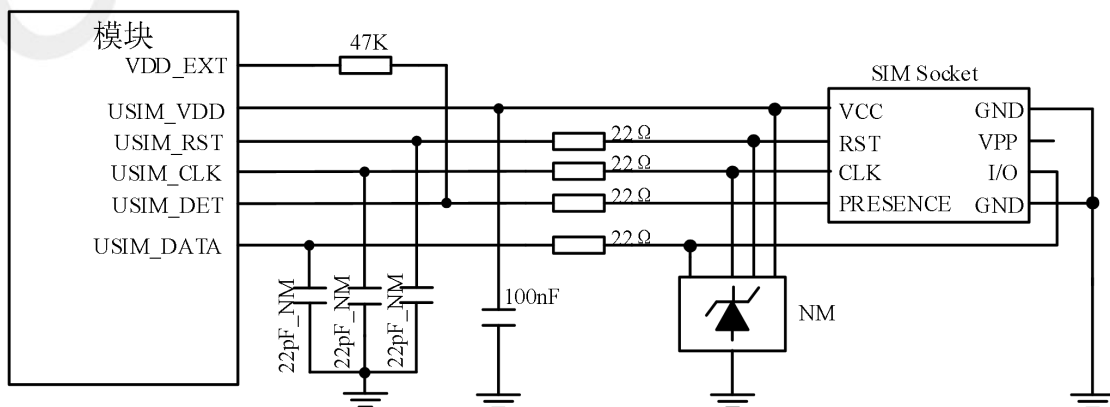 模块
VDD_EXT
USIM_VDD
USIM_RST
USIM_CLK
USIM_DET
USIM_DATA
47K
22Ω
22Ω
22Ω
22Ω
22pF_NM
22pF_NM
22pF_NM
100nF
NM
SIM Socket
VCC
RST
CLK
PRESENCE
GND
VPP
I/O
GND